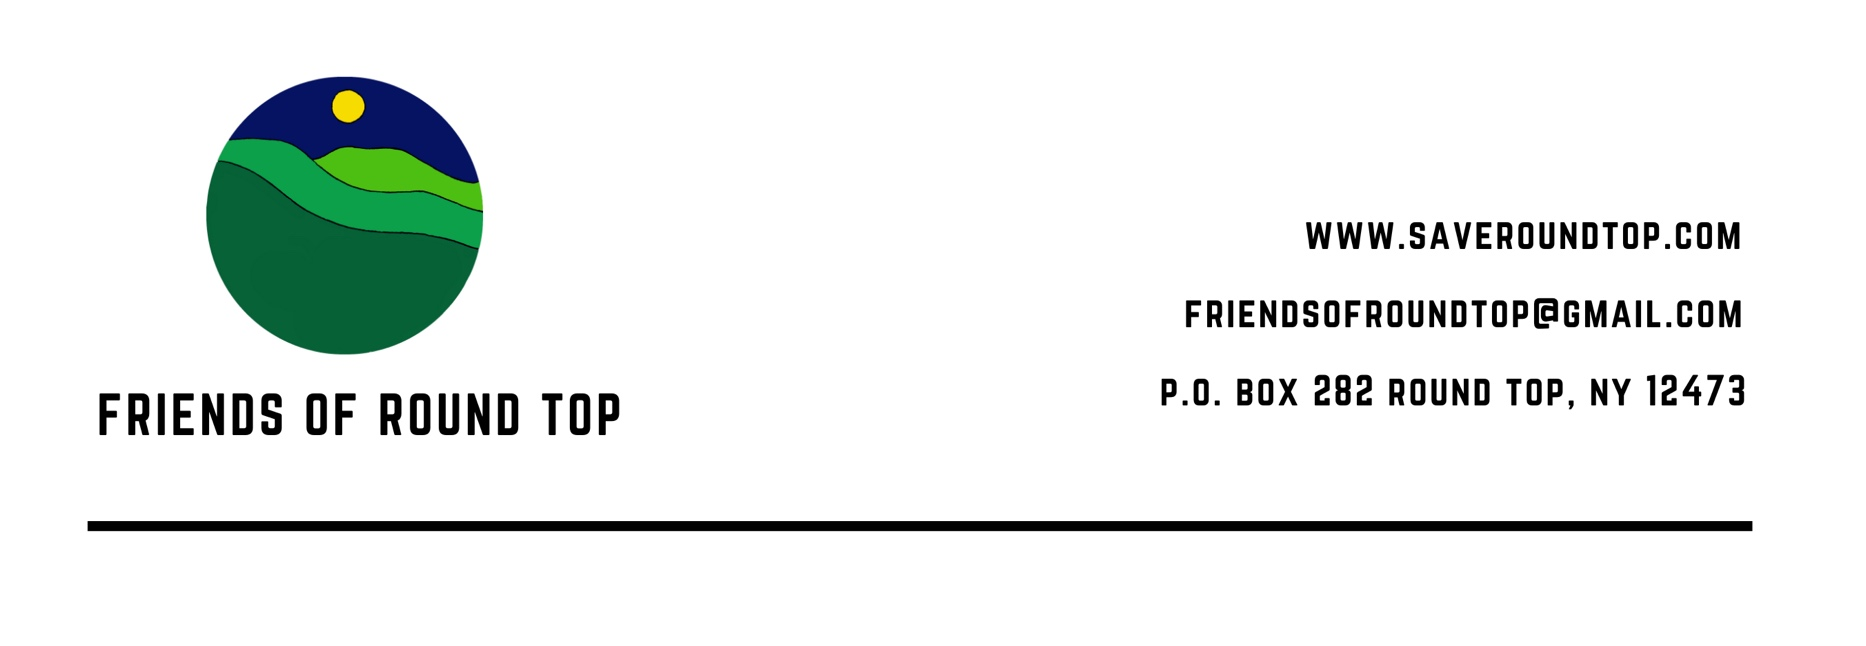 FRIENDS OF ROUND TOP
WWW.SAVEROUNDTOP.COM
FRIENDSOFROUNDTOP@GMAIL.COM
P.O. BOX 282 ROUND TOP, NY 12473